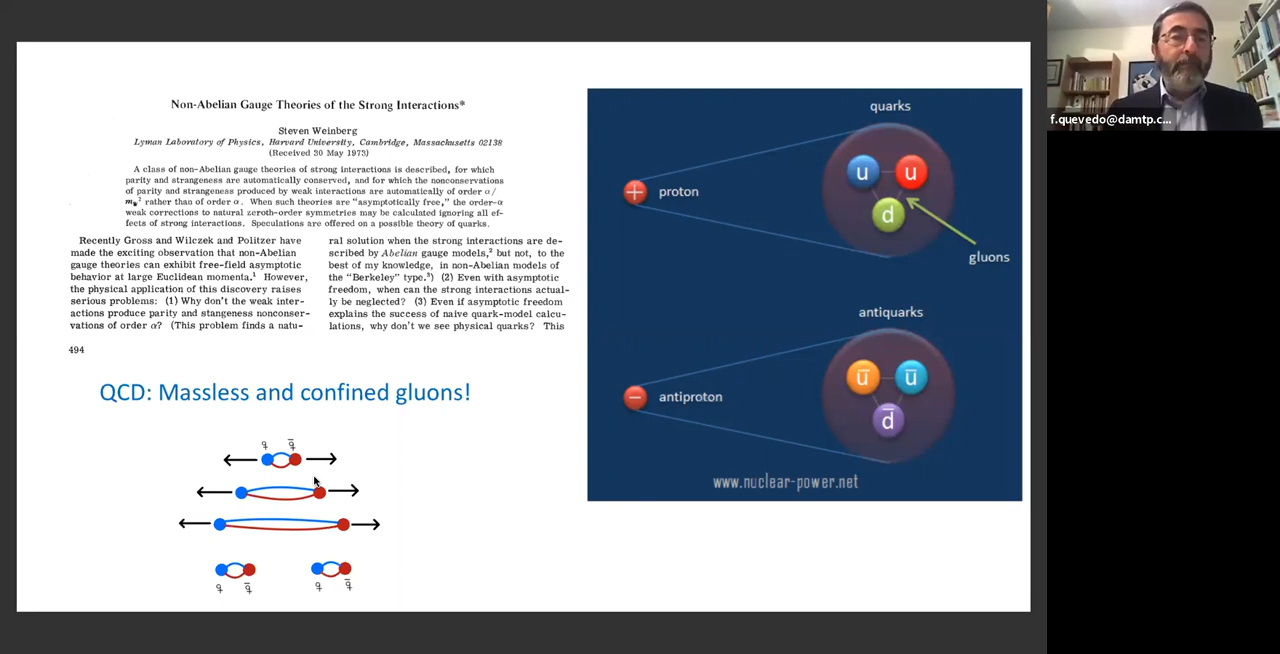 Non-Abelian Gauge Theories of the Strong Interactions*
Steven Weinberg
Lyman Laboratory of Physics, Harvard University, Cambridge, Massachusetts 02138
(Received 30 May 1973)
A class of non-Abelian gauge theories of strong interactions is described, for which
parity and strangeness are automatically conserved, and for which the nonconservations
of parity and strangeness produced by weak interactions are automatically of order α/
m_w² rather than of order α. When such theories are "asymptotically free," the order-α
weak corrections to natural zeroth-order symmetries may be calculated ignoring all ef-
fects of strong interactions. Speculations are offered on a possible theory of quarks.
Recently Gross and Wilczek and Politzer have
made the exciting observation that non-Abelian
gauge theories can exhibit free-field asymptotic
behavior at large Euclidean momenta.¹ However,
the physical application of this discovery raises
serious problems: (1) Why don't the weak inter-
actions produce parity and stangeness nonconser-
vations of order α? (This problem finds a natu-
ral solution when the strong interactions are de-
scribed by Abelian gauge models,² but not, to the
best of my knowledge, in non-Abelian models of
the "Berkeley" type.³) (2) Even with asymptotic
freedom, when can the strong interactions actual-
ly be neglected? (3) Even if asymptotic freedom
explains the success of naive quark-model calcu-
lations, why don't we see physical quarks? This
494
QCD: Massless and confined gluons!
q q̄
q q̄ q q̄
quarks
u u
+ proton
d
gluons
antiquarks
ū ū
− antiproton
d̄
www.nuclear-power.net
f.quevedo@damtp.c...